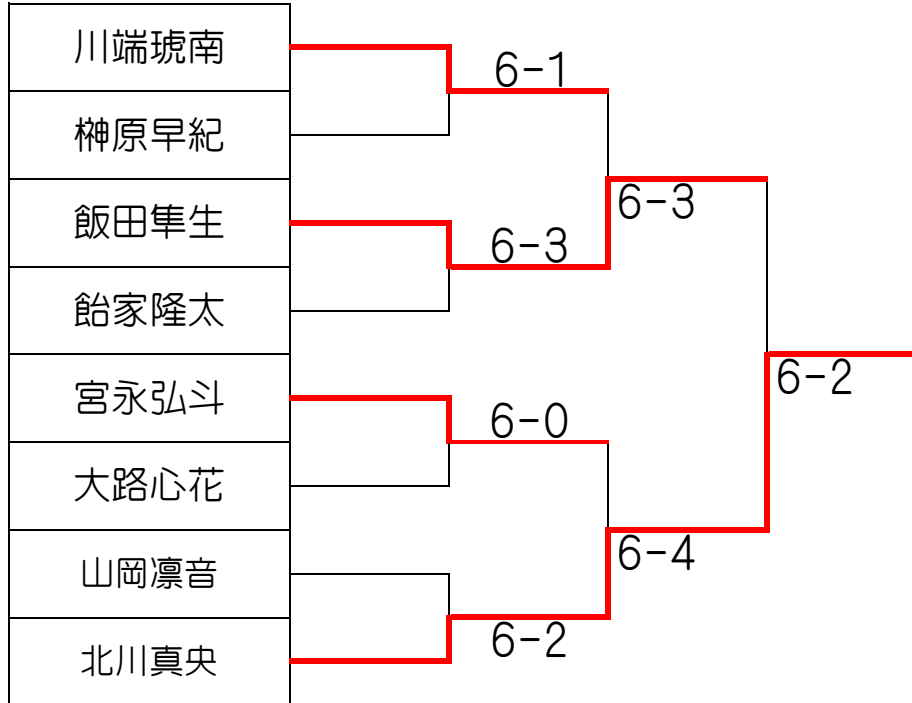 川端琥南
6-1
榊原早紀
6-3
飯田隼生
6-3
飴家隆太
6-2
宮永弘斗
6-0
大路心花
6-4
山岡凛音
6-2
北川真央